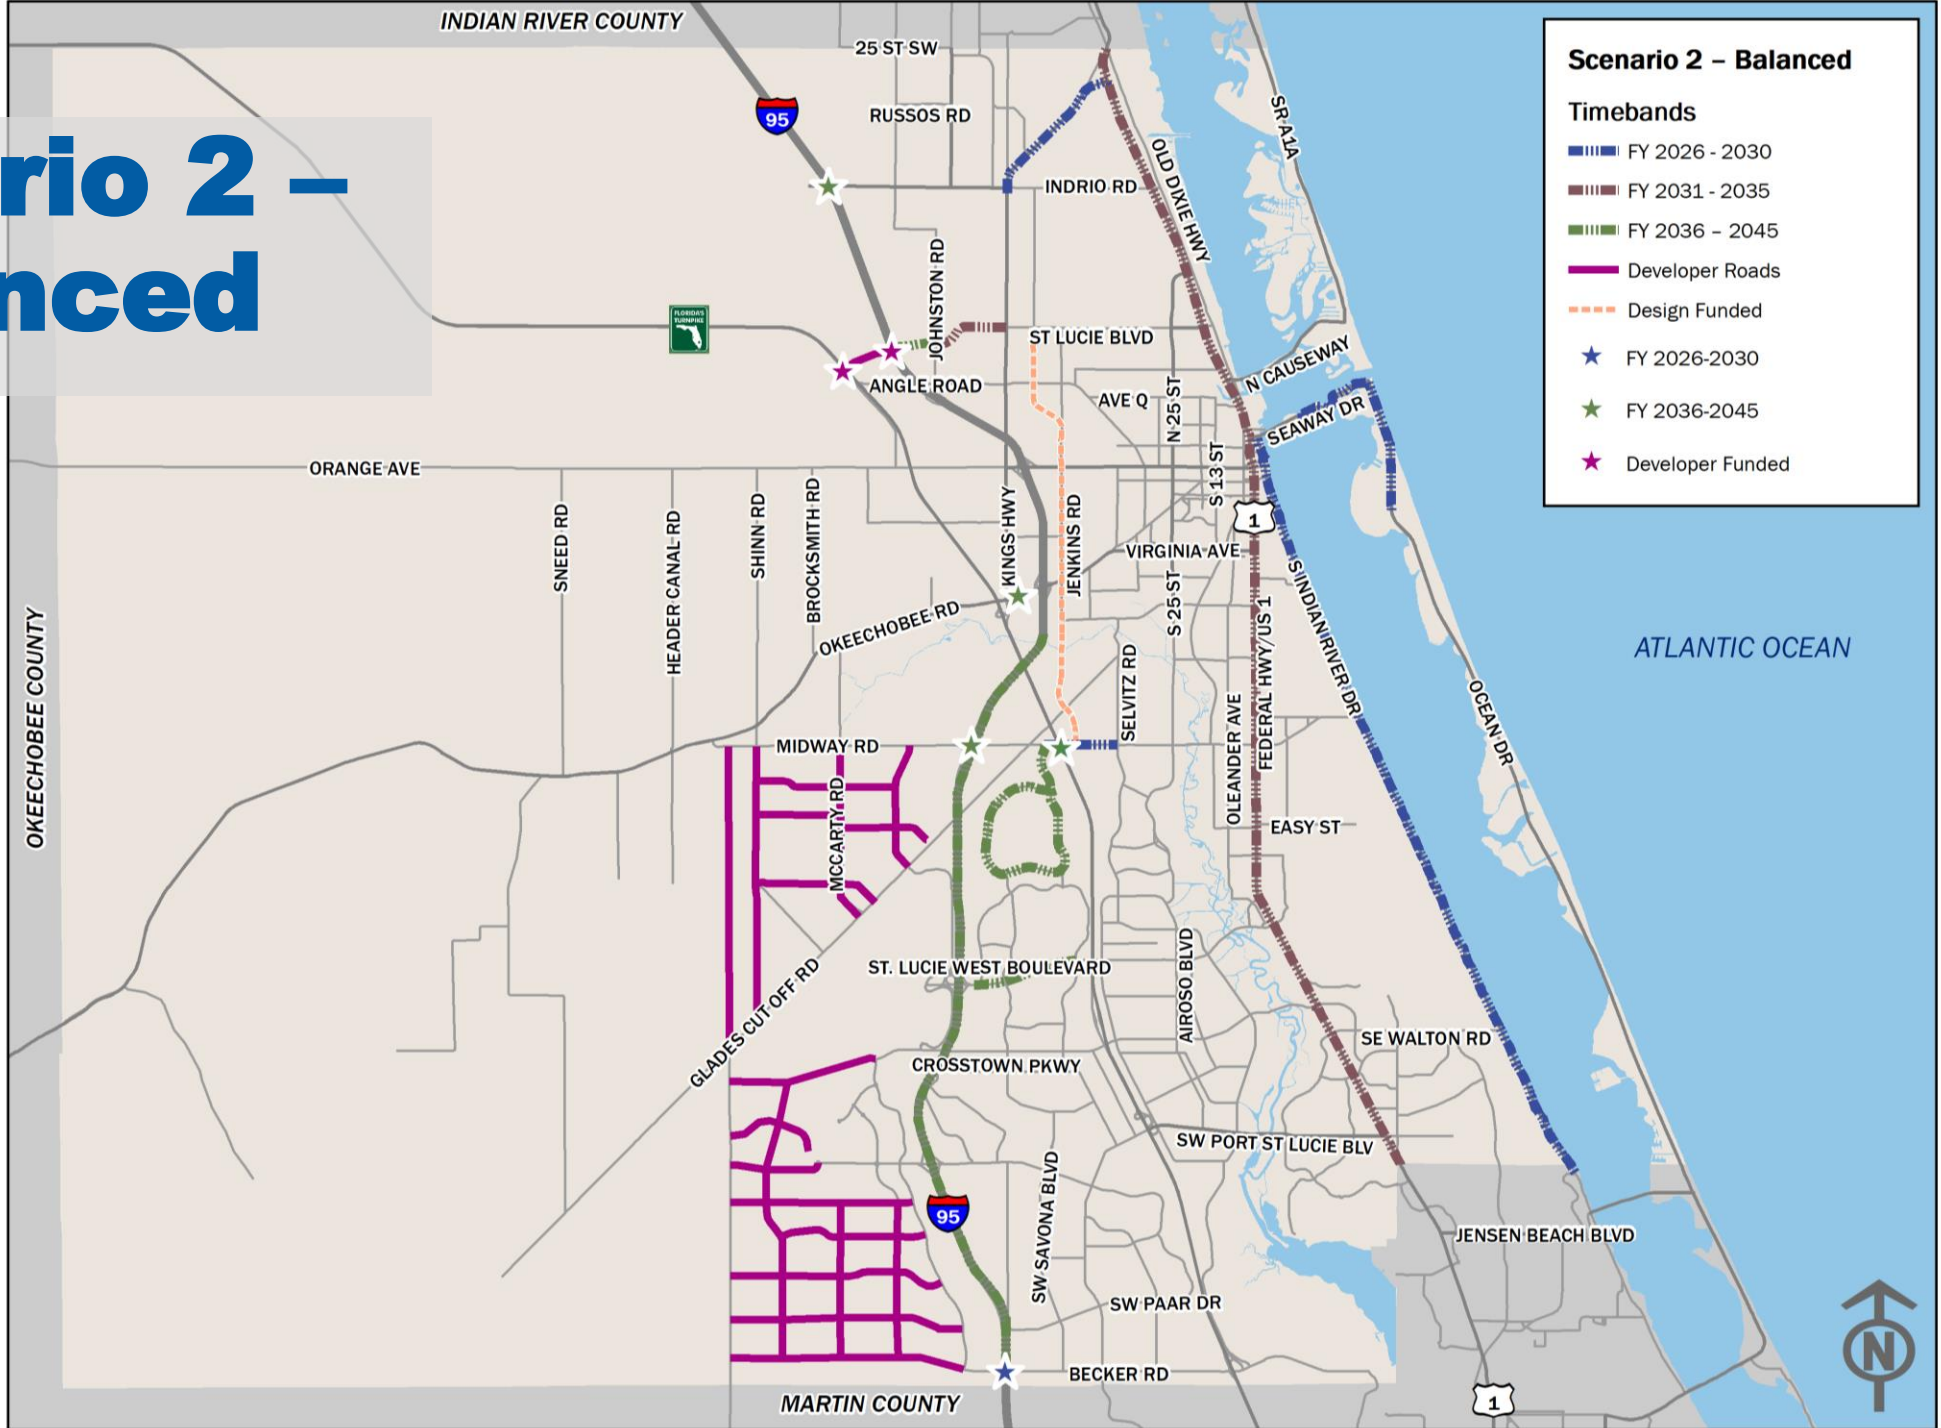 INDIAN RIVER COUNTY
25 ST SW
95
RUSSOS RD
SR A1A
rio 2 –
nced
OLD DIXIE HWY
INDRIO RD
JOHNSTON RD
FLORIDA'S
TURNPIKE
ST LUCIE BLVD
ANGLE ROAD
N CAUSEWAY
AVE Q
N 25 ST
SEAWAY DR
ORANGE AVE
S 13 ST
SNEED RD
HEADER CANAL RD
SHINN RD
BROCKSMITH RD
KINGS HWY
JENKINS RD
1
VIRGINIA AVE
S 25 ST
S INDIAN RIVER DR
OKEECHOBEE RD
OKEECHOBEE COUNTY
FEDERAL HWY/US 1
ATLANTIC OCEAN
SELVITZ RD
OLEANDER AVE
OCEAN DR
MIDWAY RD
MCCARTY RD
EASY ST
ST. LUCIE WEST BOULEVARD
GLADES CUT OFF RD
AIROSO BLVD
SE WALTON RD
CROSSTOWN PKWY
SW PORT ST LUCIE BLV
SW SAVONA BLVD
95
JENSEN BEACH BLVD
SW PAAR DR
BECKER RD
MARTIN COUNTY
1
N
Scenario 2 – Balanced
Timebands
FY 2026 - 2030
FY 2031 - 2035
FY 2036 – 2045
Developer Roads
Design Funded
FY 2026-2030
FY 2036-2045
Developer Funded